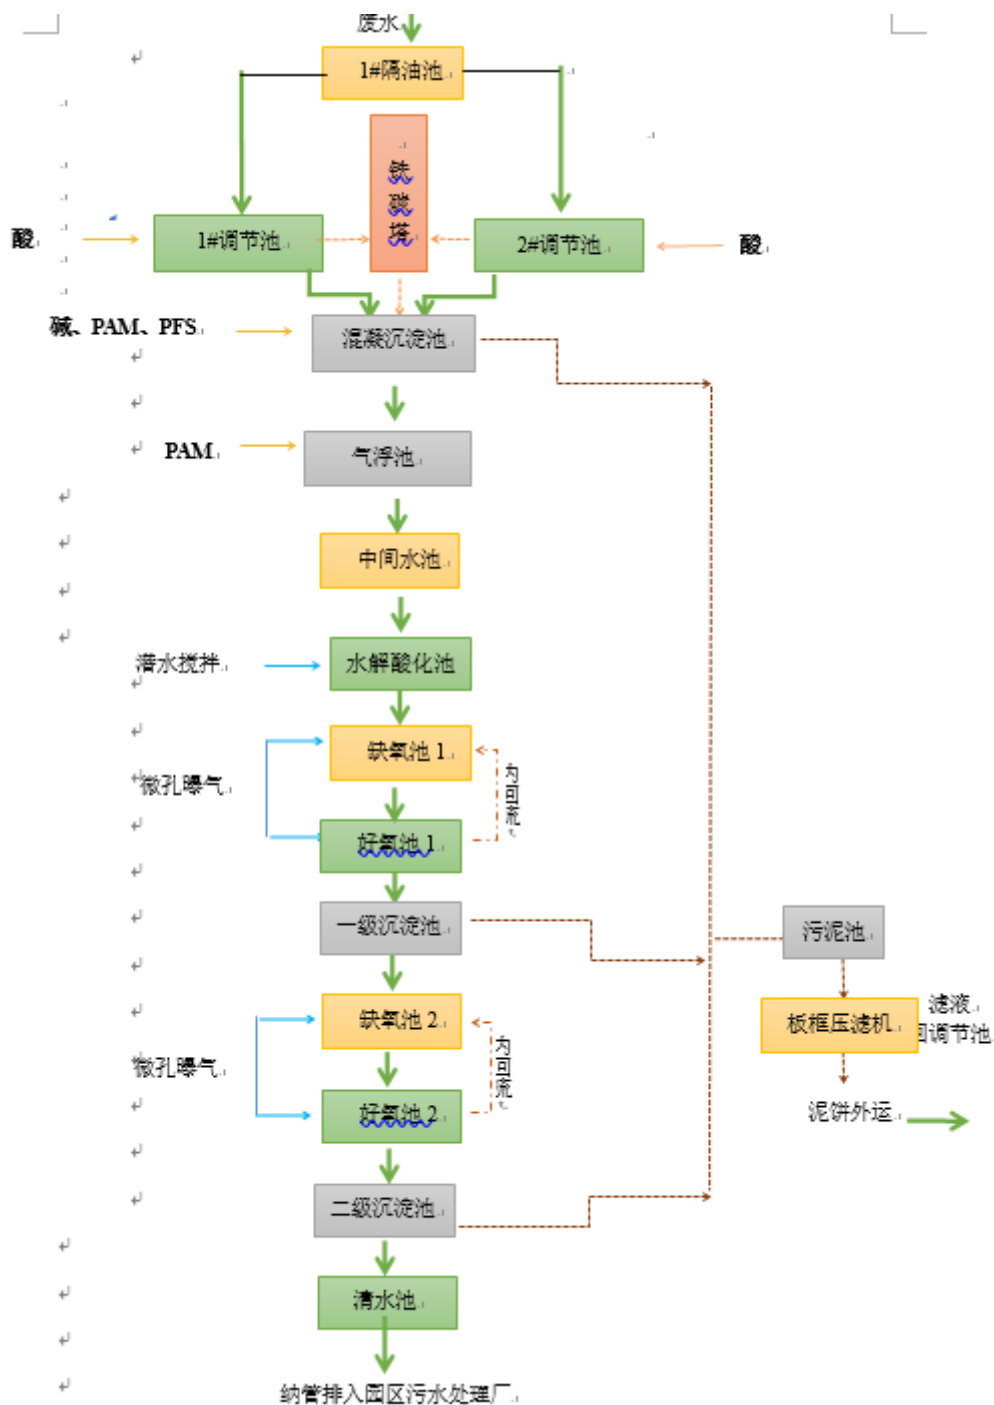 废水
1#隔油池
铁碳塔
酸
1#调节池
2#调节池
酸
碱、PAM、PFS
混凝沉淀池
PAM
气浮池
中间水池
潜水搅拌
水解酸化池
缺氧池 1
微孔曝气
内回流
好氧池 1
一级沉淀池
污泥池
缺氧池 2
板框压滤机
滤液
回调节池
微孔曝气
内回流
好氧池 2
泥饼外运
二级沉淀池
清水池
纳管排入园区污水处理厂